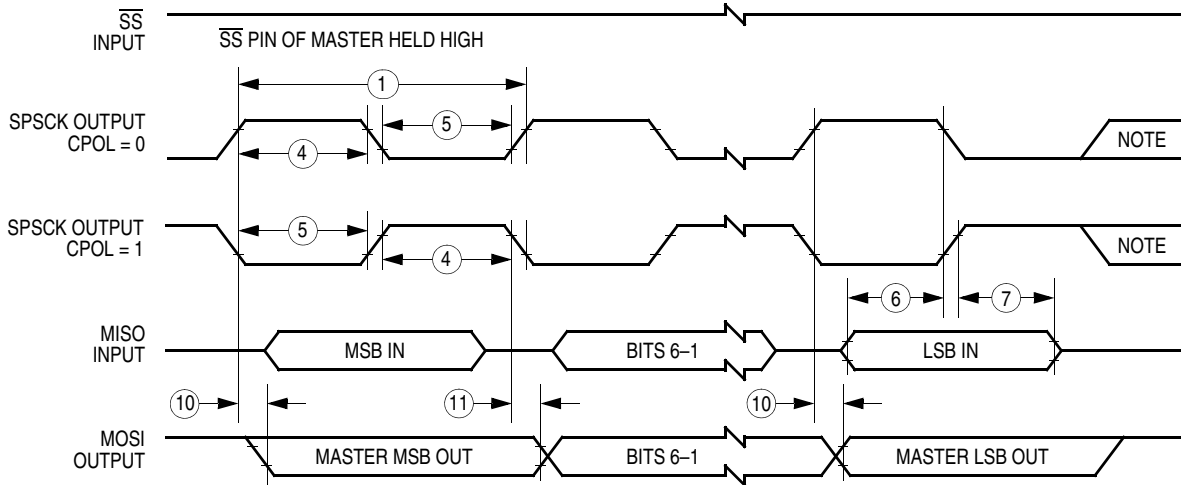 SS
INPUT
SS PIN OF MASTER HELD HIGH
1
SPSCK OUTPUT
CPOL = 0
5
4
NOTE
SPSCK OUTPUT
CPOL = 1
5
4
NOTE
6
7
MISO
INPUT
MSB IN
BITS 6–1
LSB IN
10
11
10
MOSI
OUTPUT
MASTER MSB OUT
BITS 6–1
MASTER LSB OUT